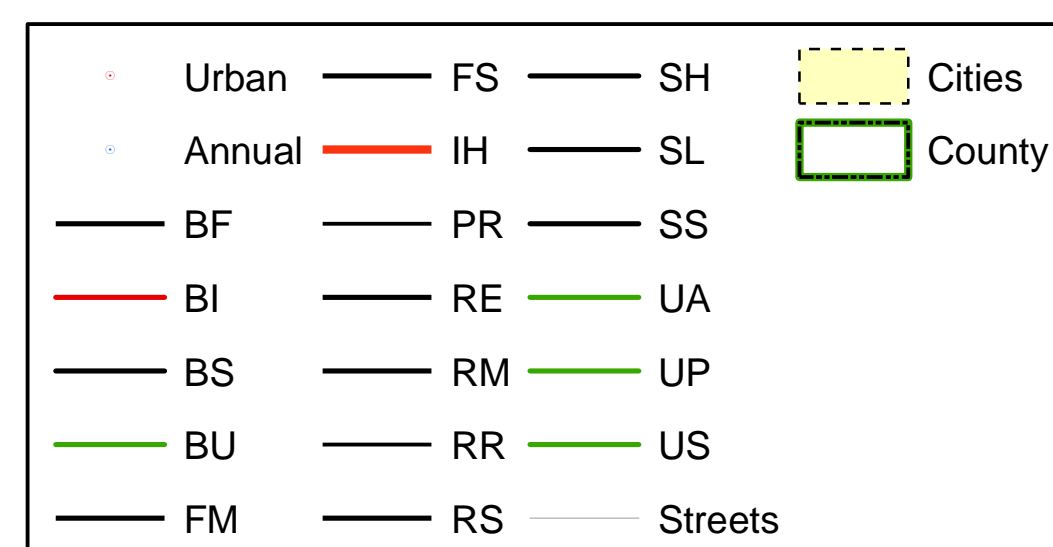 Urban FS SH Cities
Annual IH SL County
BF PR SS
BI RE UA
BS RM UP
BU RR US
FM RS Streets